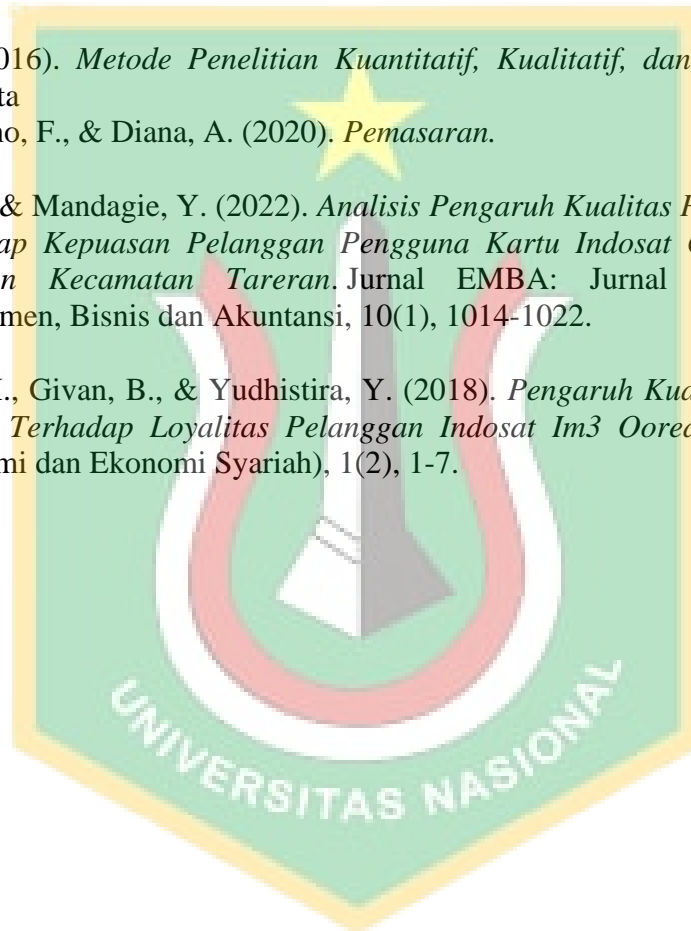 016). Metode Penelitian Kuantitatif, Kualitatif, dan
ta
no, F., & Diana, A. (2020). Pemasaran.
& Mandagie, Y. (2022). Analisis Pengaruh Kualitas
ap Kepuasan Pelanggan Pengguna Kartu Indosat
n Kecamatan Tareran. Jurnal EMBA: Jurnal
men, Bisnis dan Akuntansi, 10(1), 1014-1022.
., Givan, B., & Yudhistira, Y. (2018). Pengaruh
Terhadap Loyalitas Pelanggan Indosat Im3
mi dan Ekonomi Syariah), 1(2), 1-7.
UNIVERSITAS NASIONAL